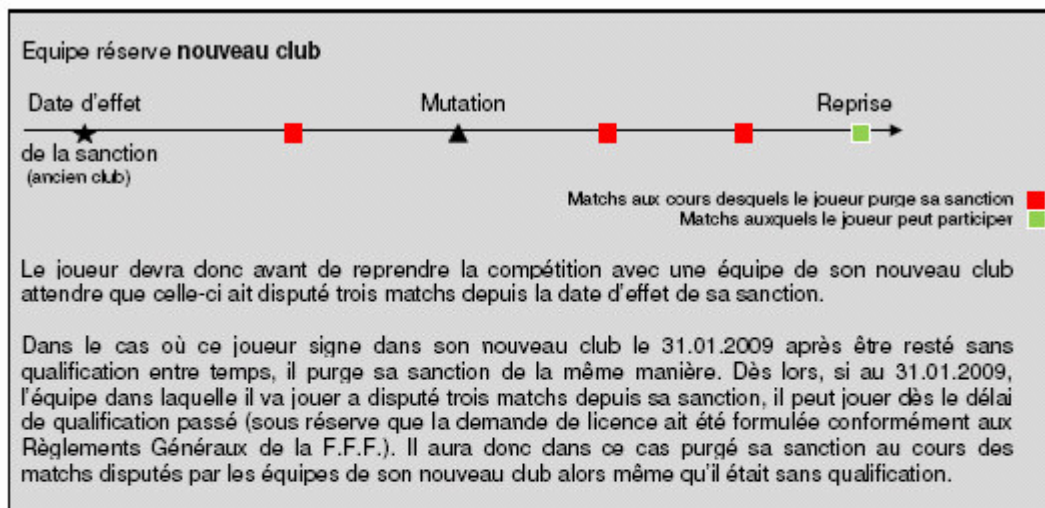 Equipe réserve nouveau club
Date d'effet Mutation Reprise
de la sanction
(ancien club)
Matchs aux cours desquels le joueur purge sa sanction
Matchs auxquels le joueur peut participer
Le joueur devra donc avant de reprendre la compétition avec une équipe de son nouveau club
attendre que celle-ci ait disputé trois matchs depuis la date d'effet de sa sanction.
Dans le cas où ce joueur signe dans son nouveau club le 31.01.2009 après être resté sans
qualification entre temps, il purge sa sanction de la même manière. Dès lors, si au 31.01.2009,
l'équipe dans laquelle il va jouer a disputé trois matchs depuis sa sanction, il peut jouer dès le délai
de qualification passé (sous réserve que la demande de licence ait été formulée conformément aux
Règlements Généraux de la F.F.F.). Il aura donc dans ce cas purgé sa sanction au cours des
matchs disputés par les équipes de son nouveau club alors même qu'il était sans qualification.